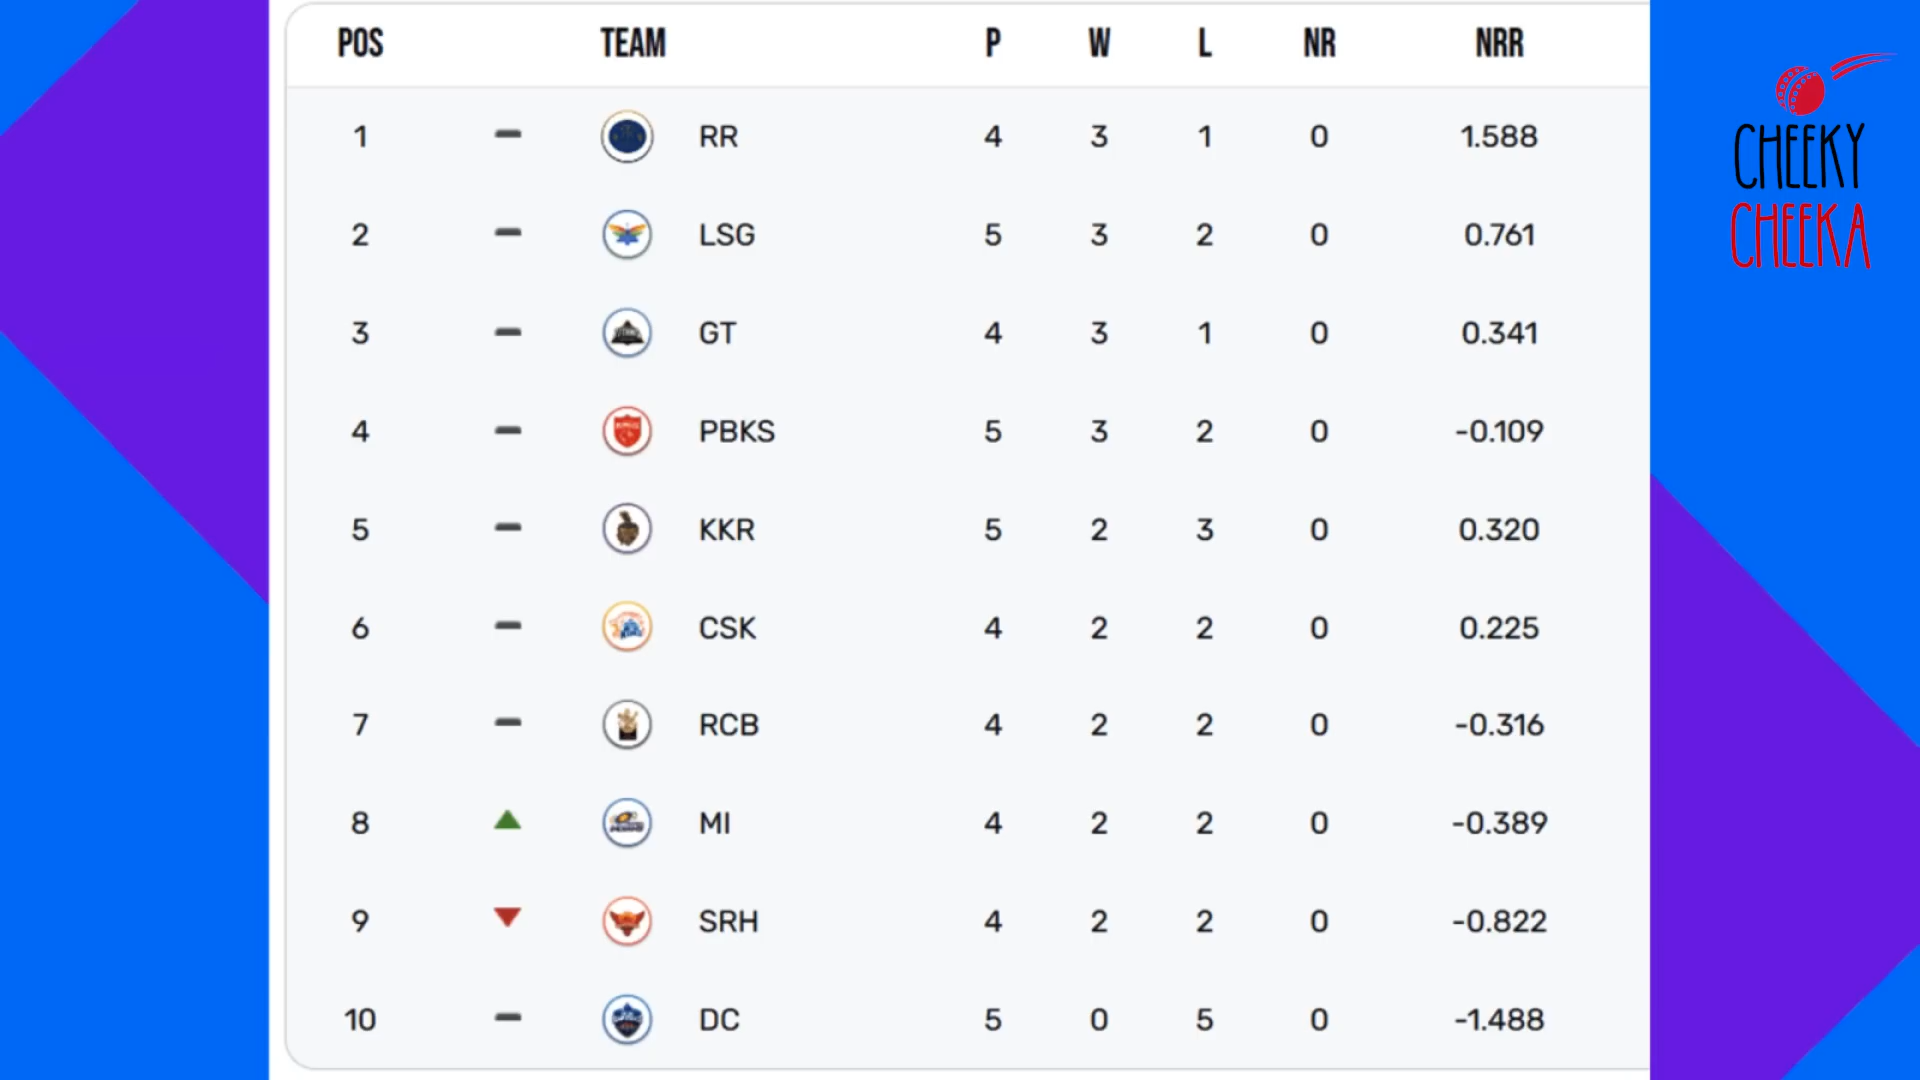 POS TEAM P W L NR NRR
1 RR 4 3 1 0 1.588
2 LSG 5 3 2 0 0.761
3 GT 4 3 1 0 0.341
4 PBKS 5 3 2 0 -0.109
5 KKR 5 2 3 0 0.320
6 CSK 4 2 2 0 0.225
7 RCB 4 2 2 0 -0.316
8 MI 4 2 2 0 -0.389
9 SRH 4 2 2 0 -0.822
10 DC 5 0 5 0 -1.488
CHEEKY
CHEEKA